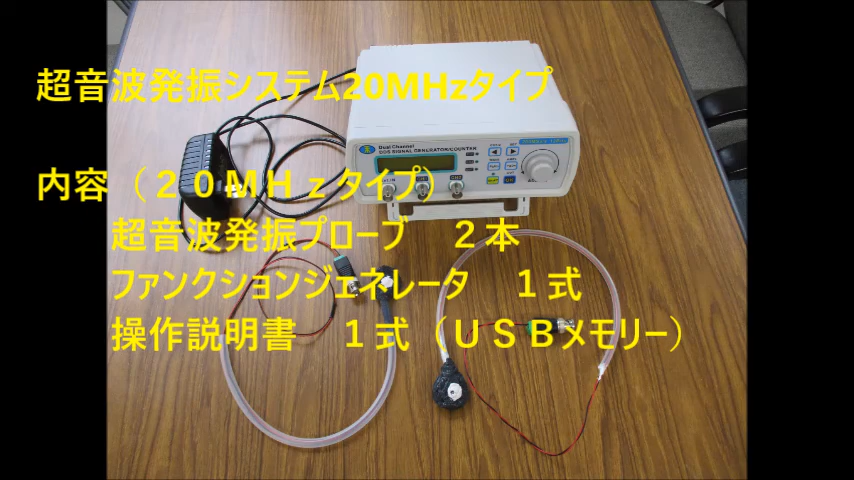 超音波発振システム20MHzタイプ
Dual Channel
DDS SIGNAL GENERATOR/COUNTER
内容（２０ＭＨｚタイプ）
超音波発振プローブ　２本
ファンクションジェネレータ　１式
操作説明書　１式（ＵＳＢメモリー）